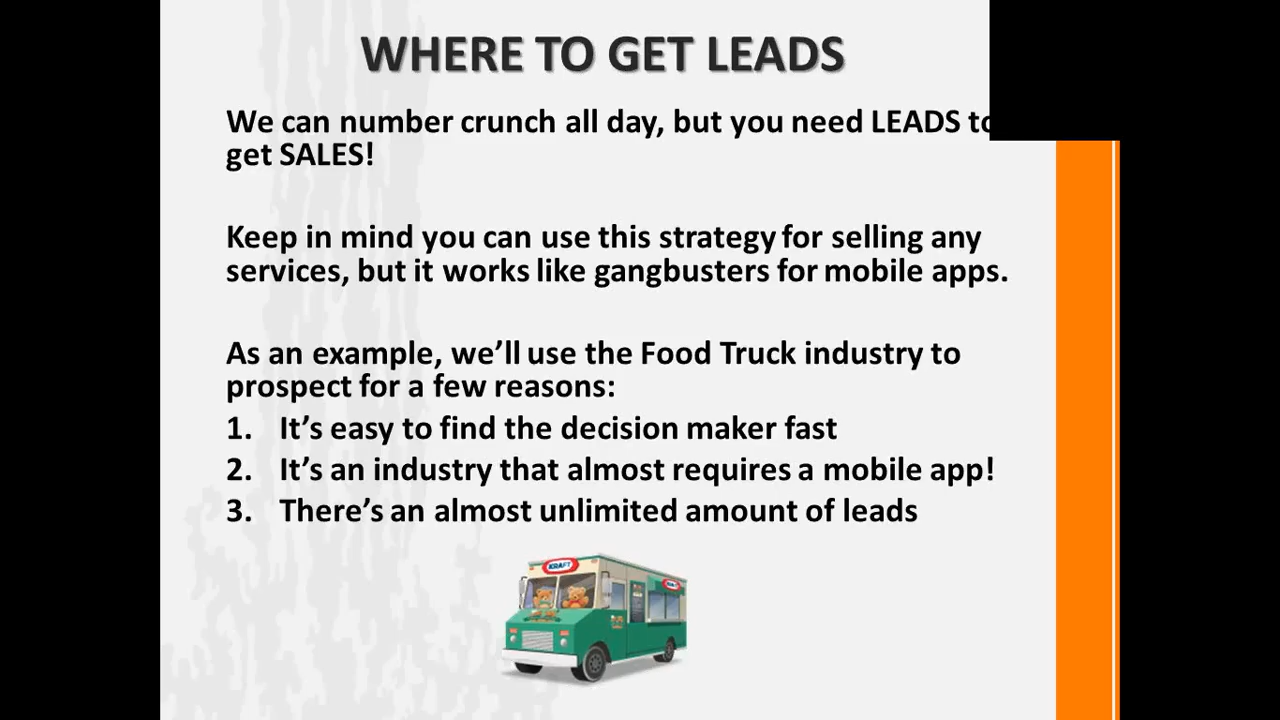 WHERE TO GET LEADS
We can number crunch all day, but you need LEADS to
get SALES!
Keep in mind you can use this strategy for selling any
services, but it works like gangbusters for mobile apps.
As an example, we’ll use the Food Truck industry to
prospect for a few reasons:
1. It’s easy to find the decision maker fast
2. It’s an industry that almost requires a mobile app!
3. There’s an almost unlimited amount of leads
KRAFT
KRAFT